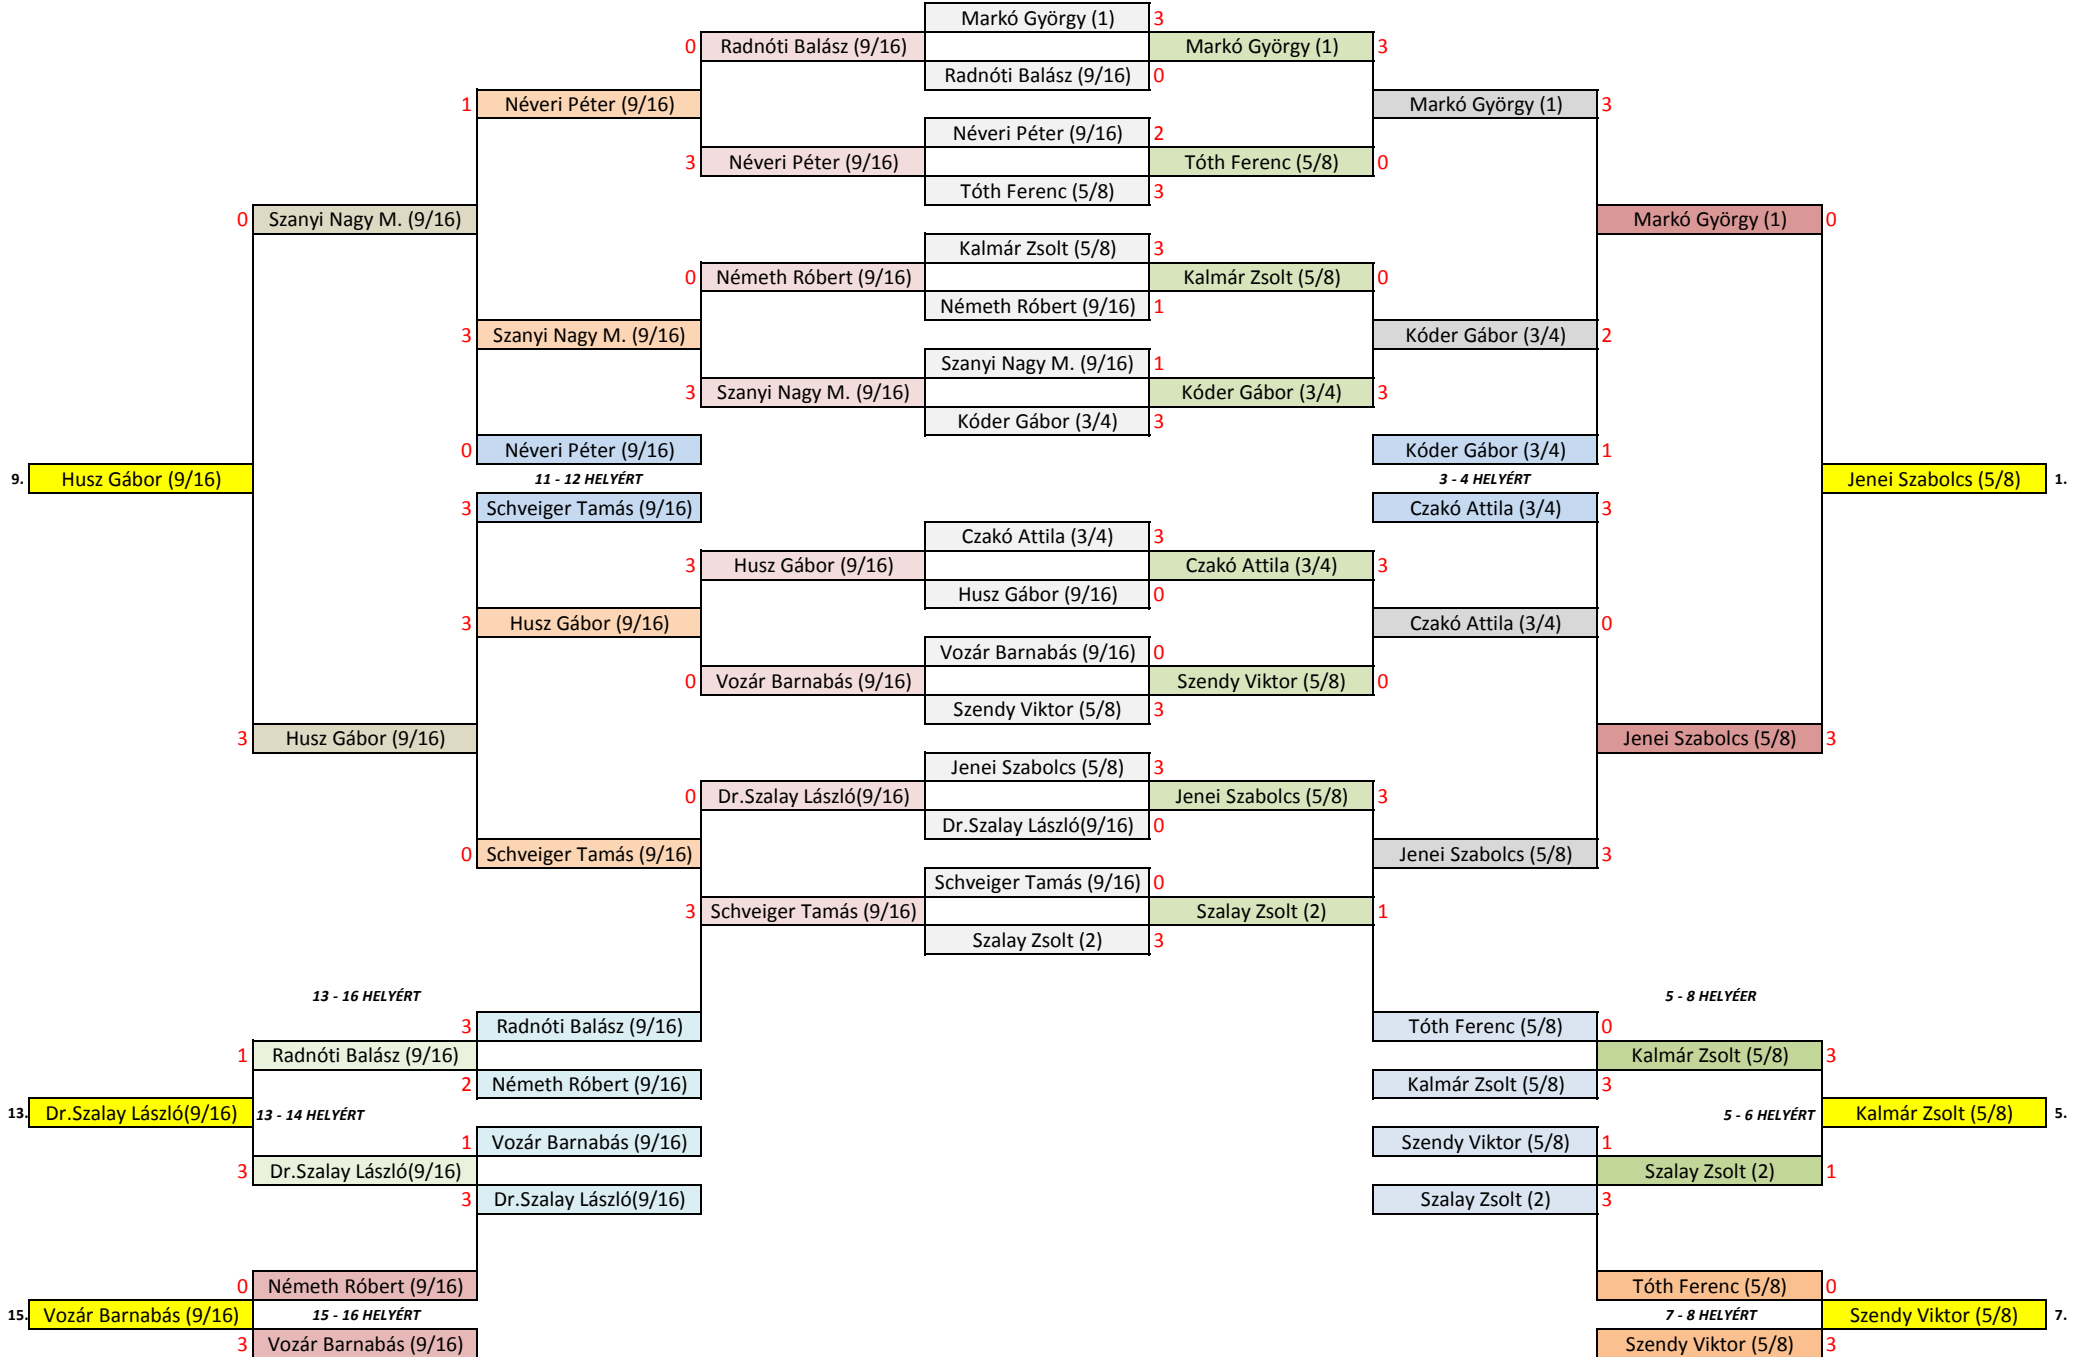 Markó György (1) 3
0 Radnóti Balász (9/16) Markó György (1) 3
Radnóti Balász (9/16) 0
1 Néveri Péter (9/16) Markó György (1) 3
Néveri Péter (9/16) 2
3 Néveri Péter (9/16) Tóth Ferenc (5/8) 0
Tóth Ferenc (5/8) 3
0 Szanyi Nagy M. (9/16) Markó György (1) 0
Kalmár Zsolt (5/8) 3
0 Németh Róbert (9/16) Kalmár Zsolt (5/8) 0
Németh Róbert (9/16) 1
3 Szanyi Nagy M. (9/16) Kóder Gábor (3/4) 2
Szanyi Nagy M. (9/16) 1
3 Szanyi Nagy M. (9/16) Kóder Gábor (3/4) 3
Kóder Gábor (3/4) 3
0 Néveri Péter (9/16) Kóder Gábor (3/4) 1
9. Husz Gábor (9/16) 11 - 12 HELYÉRT 3 - 4 HELYÉRT Jenei Szabolcs (5/8) 1.
3 Schveiger Tamás (9/16) Czakó Attila (3/4) 3
Czakó Attila (3/4) 3
3 Husz Gábor (9/16) Czakó Attila (3/4) 3
Husz Gábor (9/16) 0
3 Husz Gábor (9/16) Czakó Attila (3/4) 0
Vozár Barnabás (9/16) 0
0 Vozár Barnabás (9/16) Szendy Viktor (5/8) 0
Szendy Viktor (5/8) 3
3 Husz Gábor (9/16) Jenei Szabolcs (5/8) 3
Jenei Szabolcs (5/8) 3
0 Dr.Szalay László(9/16) Jenei Szabolcs (5/8) 3
Dr.Szalay László(9/16) 0
0 Schveiger Tamás (9/16) Jenei Szabolcs (5/8) 3
Schveiger Tamás (9/16) 0
3 Schveiger Tamás (9/16) Szalay Zsolt (2) 1
Szalay Zsolt (2) 3
13 - 16 HELYÉRT 5 - 8 HELYÉER
3 Radnóti Balász (9/16) Tóth Ferenc (5/8) 0
1 Radnóti Balász (9/16) Kalmár Zsolt (5/8) 3
2 Németh Róbert (9/16) Kalmár Zsolt (5/8) 3
13. Dr.Szalay László(9/16) 13 - 14 HELYÉRT 5 - 6 HELYÉRT Kalmár Zsolt (5/8) 5.
1 Vozár Barnabás (9/16) Szendy Viktor (5/8) 1
3 Dr.Szalay László(9/16) Szalay Zsolt (2) 1
3 Dr.Szalay László(9/16) Szalay Zsolt (2) 3
0 Németh Róbert (9/16) Tóth Ferenc (5/8) 0
15. Vozár Barnabás (9/16) 15 - 16 HELYÉRT 7 - 8 HELYÉRT Szendy Viktor (5/8) 7.
3 Vozár Barnabás (9/16) Szendy Viktor (5/8) 3